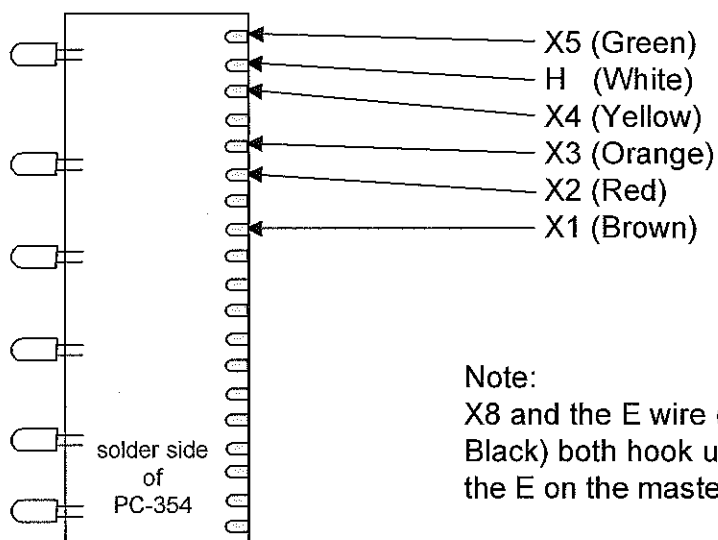 X5 (Green)
H (White)
X4 (Yellow)
X3 (Orange)
X2 (Red)
X1 (Brown)
Note:
X8 and the E wire
Black) both hook
the E on the
solder side
of
PC-354